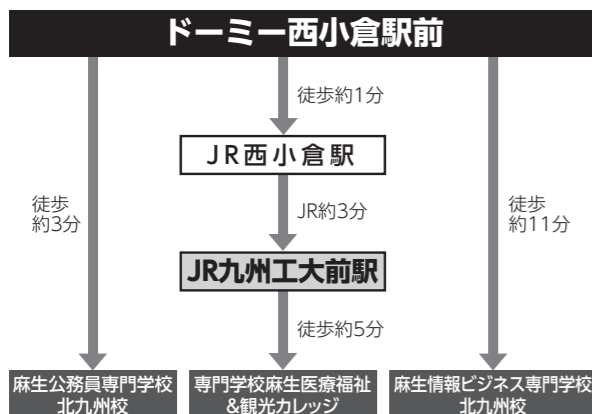 ドーミー西小倉駅前
徒歩約1分
JR西小倉駅
徒歩
約3分
JR約3分
徒歩
約11分
JR九州工大前駅
徒歩約5分
麻生公務員専門学校
北九州校
専門学校麻生医療福祉
&観光カレッジ
麻生情報ビジネス専門学校
北九州校